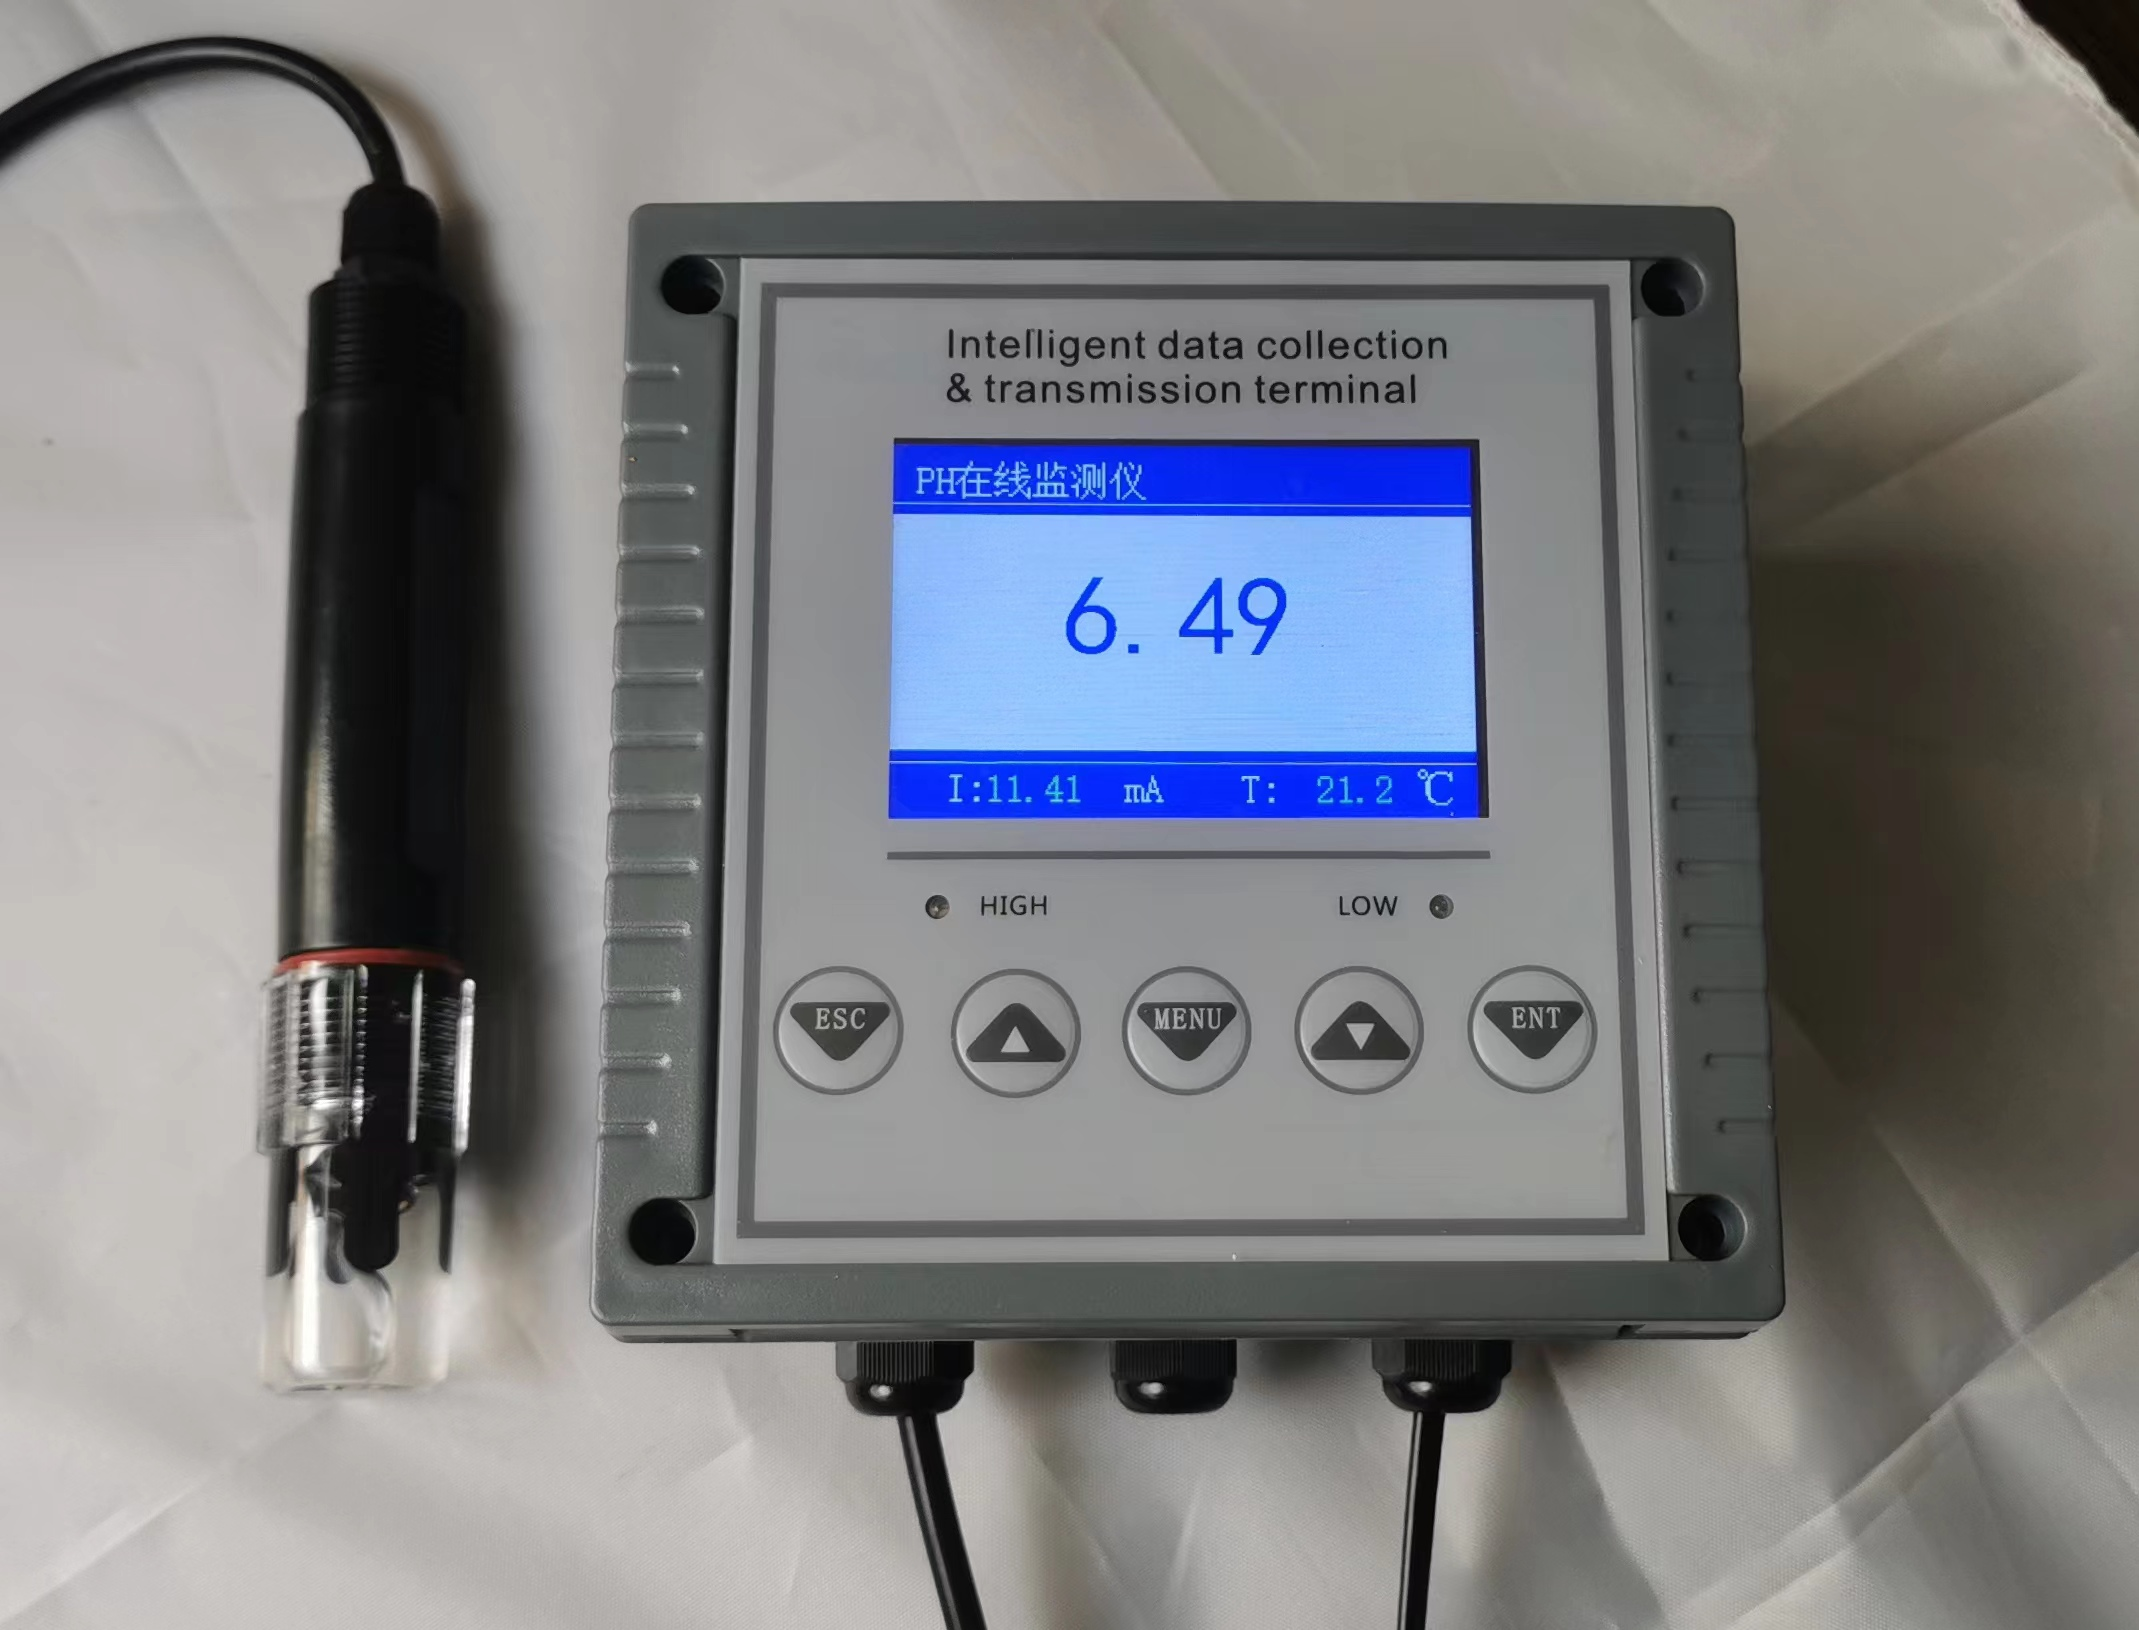 Intelligent data collection
& transmission terminal
PH在线监测仪
6.49
I:11.41 mA T: 21.2 ℃
HIGH LOW
ESC MENU ENT